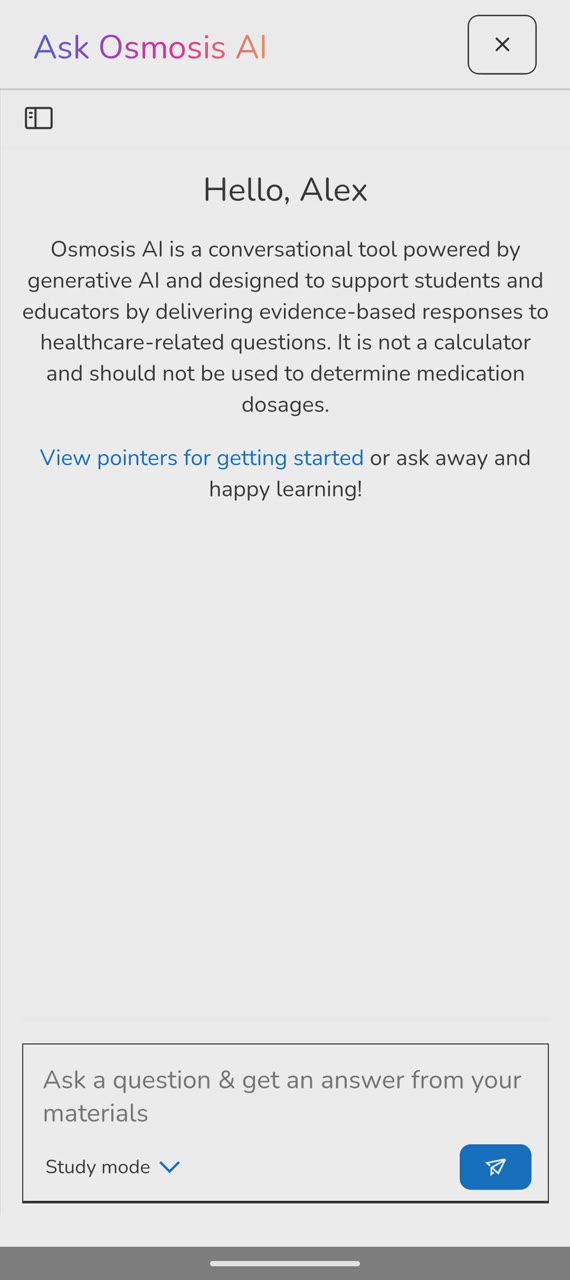 Ask Osmosis AI
Hello, Alex
Osmosis AI is a conversational tool powered by
generative AI and designed to support students and
educators by delivering evidence-based responses to
healthcare-related questions. It is not a calculator
and should not be used to determine medication
dosages.
View pointers for getting started or ask away and
happy learning!
Ask a question & get an answer from your
materials
Study mode